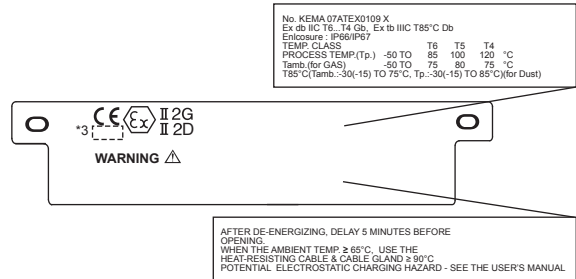 No. KEMA 07ATEX0109 X
Ex db IIC T6...T4 Gb, Ex tb IIIC T85°C Db
Enlcosure : IP66/IP67
TEMP. CLASS T6 T5 T4
PROCESS TEMP.(Tp.) -50 TO 85 100 120 °C
Tamb.(for GAS) -50 TO 75 80 75 °C
T85°C(Tamb.:-30(-15) TO 75°C, Tp.:-30(-15) TO 85°C)(for Dust)
CE Ex II 2G
*3 II 2D
WARNING ⚠
AFTER DE-ENERGIZING, DELAY 5 MINUTES BEFORE
OPENING.
WHEN THE AMBIENT TEMP. ≥ 65°C, USE THE
HEAT-RESISTING CABLE & CABLE GLAND ≥ 90°C
POTENTIAL ELECTROSTATIC CHARGING HAZARD - SEE THE USER'S MANUAL